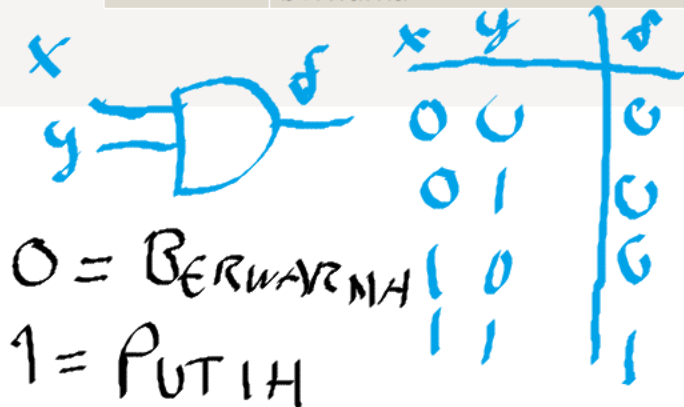 x y f
x
y
f
0 0 0
0 1 0
1 0 0
1 1 1
0 = BERWARNA
1 = PUTIH